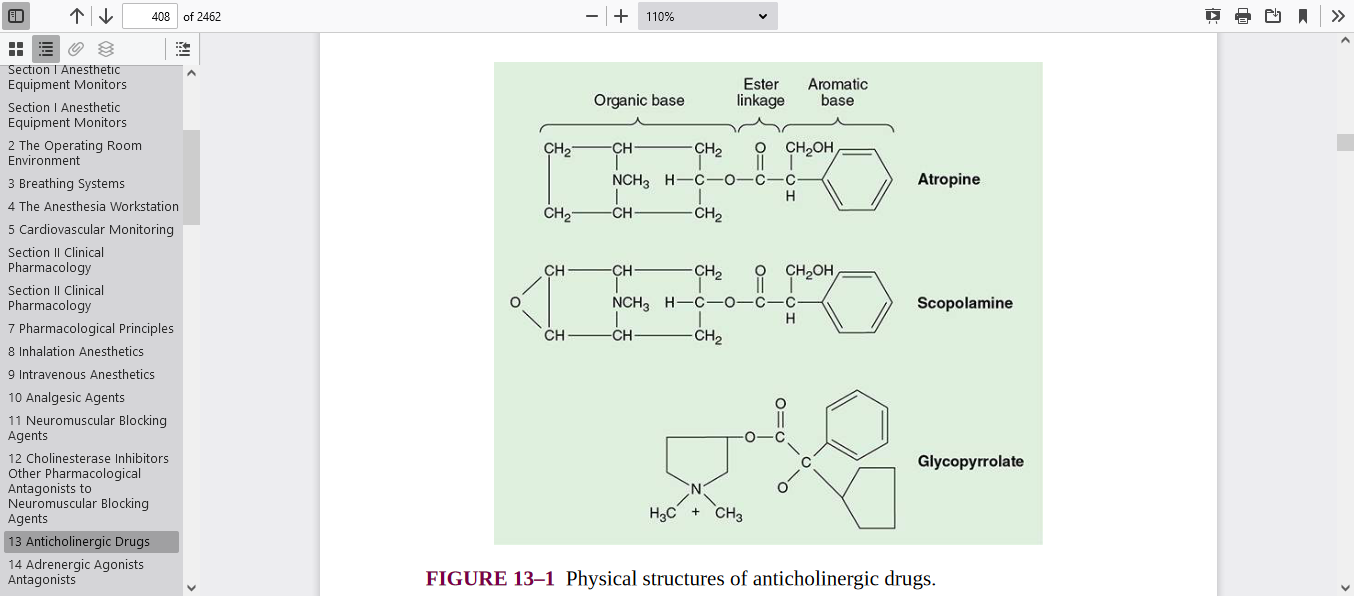 408 of 2462
110%
Section I Anesthetic
Equipment Monitors
Section I Anesthetic
Equipment Monitors
2 The Operating Room
Environment
3 Breathing Systems
4 The Anesthesia Workstation
5 Cardiovascular Monitoring
Section II Clinical
Pharmacology
Section II Clinical
Pharmacology
7 Pharmacological Principles
8 Inhalation Anesthetics
9 Intravenous Anesthetics
10 Analgesic Agents
11 Neuromuscular Blocking
Agents
12 Cholinesterase Inhibitors
Other Pharmacological
Antagonists to
Neuromuscular Blocking
Agents
13 Anticholinergic Drugs
14 Adrenergic Agonists
Antagonists
Organic base
Ester
linkage
Aromatic
base
CH₂ CH CH₂ O CH₂OH
NCH₃ H C O C C
H
CH₂ CH CH₂
Atropine
CH CH CH₂ O CH₂OH
O NCH₃ H C O C C
H
CH CH CH₂
Scopolamine
O
O C
C
O
N
H₃C + CH₃
Glycopyrrolate
FIGURE 13–1 Physical structures of anticholinergic drugs.